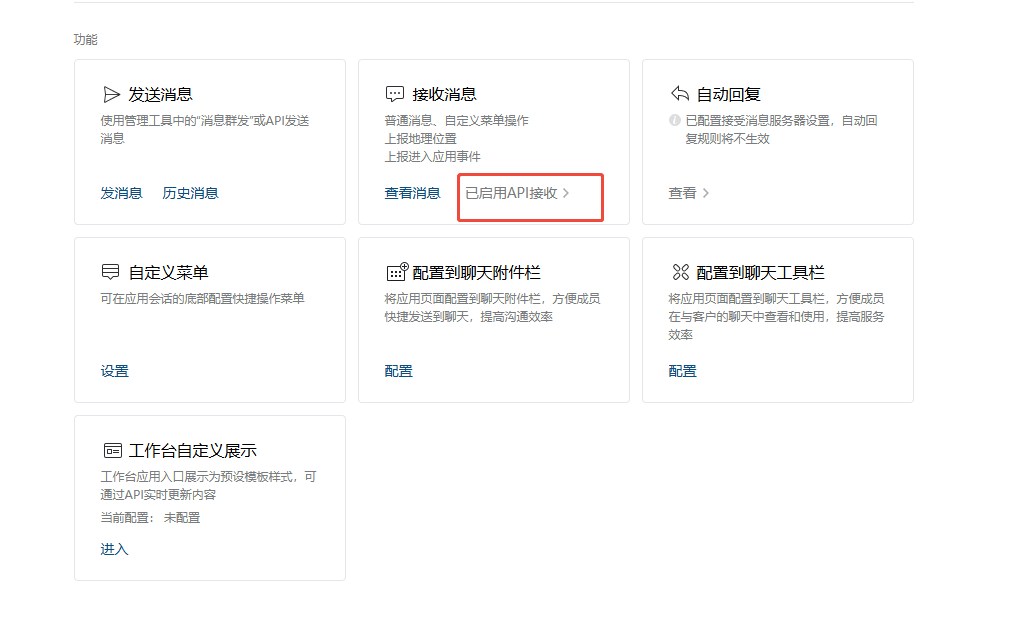 功能
发送消息
使用管理工具中的“消息群发”或API发送
消息
发消息 历史消息
接收消息
普通消息、自定义菜单操作
上报地理位置
上报进入应用事件
查看消息 已启用API接收
自动回复
已配置接受消息服务器设置，自动回
复规则将不生效
查看
自定义菜单
可在应用会话的底部配置快捷操作菜单
设置
配置到聊天附件栏
将应用页面配置到聊天附件栏，方便成员
快捷发送到聊天，提高沟通效率
配置
配置到聊天工具栏
将应用页面配置到聊天工具栏，方便成员
在与客户的聊天中查看和使用，提高服务
效率
配置
工作台自定义展示
工作台应用入口展示为预设模板样式，可
通过API实时更新内容
当前配置： 未配置
进入